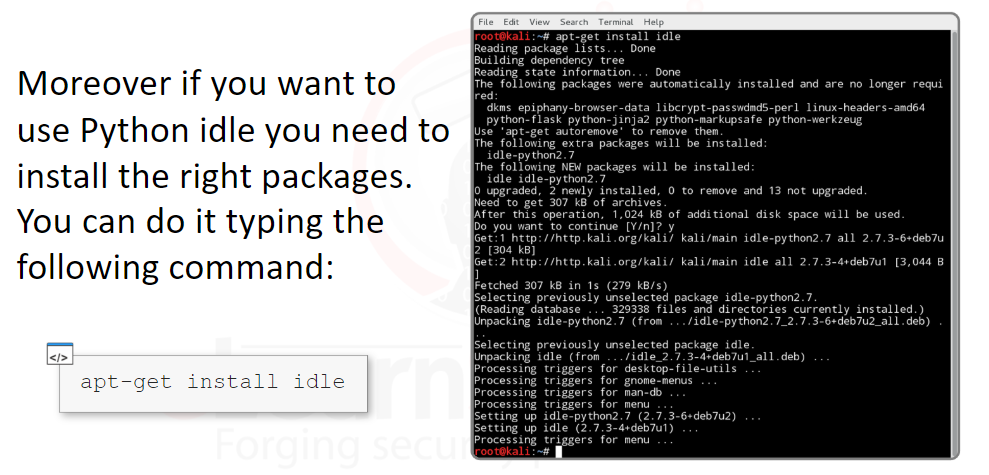 Moreover if you want to
use Python idle you need to
install the right packages.
You can do it typing the
following command:
</>
apt-get install idle
File Edit View Search Terminal Help
root@kali:~# apt-get install idle
Reading package lists... Done
Building dependency tree
Reading state information... Done
The following packages were automatically installed and are no longer requi
red:
dkms epiphany-browser-data libcrypt-passwdmd5-perl linux-headers-amd64
python-flask python-jinja2 python-markupsafe python-werkzeug
Use 'apt-get autoremove' to remove them.
The following extra packages will be installed:
idle-python2.7
The following NEW packages will be installed:
idle idle-python2.7
0 upgraded, 2 newly installed, 0 to remove and 13 not upgraded.
Need to get 307 kB of archives.
After this operation, 1,024 kB of additional disk space will be used.
Do you want to continue [Y/n]? y
Get:1 http://http.kali.org/kali/ kali/main idle-python2.7 all 2.7.3-6+deb7u
2 [304 kB]
Get:2 http://http.kali.org/kali/ kali/main idle all 2.7.3-4+deb7u1 [3,044 B
]
Fetched 307 kB in 1s (279 kB/s)
Selecting previously unselected package idle-python2.7.
(Reading database ... 329338 files and directories currently installed.)
Unpacking idle-python2.7 (from .../idle-python2.7_2.7.3-6+deb7u2_all.deb) .
..
Selecting previously unselected package idle.
Unpacking idle (from .../idle_2.7.3-4+deb7u1_all.deb) ...
Processing triggers for desktop-file-utils ...
Processing triggers for gnome-menus ...
Processing triggers for man-db ...
Processing triggers for menu ...
Setting up idle-python2.7 (2.7.3-6+deb7u2) ...
Setting up idle (2.7.3-4+deb7u1) ...
Processing triggers for menu ...
root@kali:~#
Forging